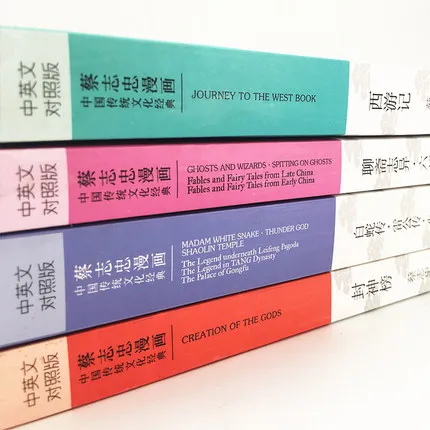 中英文
对照版
蔡志忠漫画
中国传统文化经典
JOURNEY TO THE WEST BOOK
西游记
中英文
对照版
蔡志忠漫画
中国传统文化经典
GHOSTS AND WIZARDS · SPITTING ON GHOSTS
Fables and Fairy Tales from Late China
Fables and Fairy Tales from Early China
聊斋志异·六
中英文
对照版
蔡志忠漫画
中国传统文化经典
MADAM WHITE SNAKE · THUNDER GOD
SHAOLIN TEMPLE
The Legend underneath Leifeng Pagoda
The Legend in TANG Dynasty
The Palace of Gongfu
白蛇传·雷公传
中英文
对照版
蔡志忠漫画
中国传统文化经典
CREATION OF THE GODS
封神榜
蔡志忠